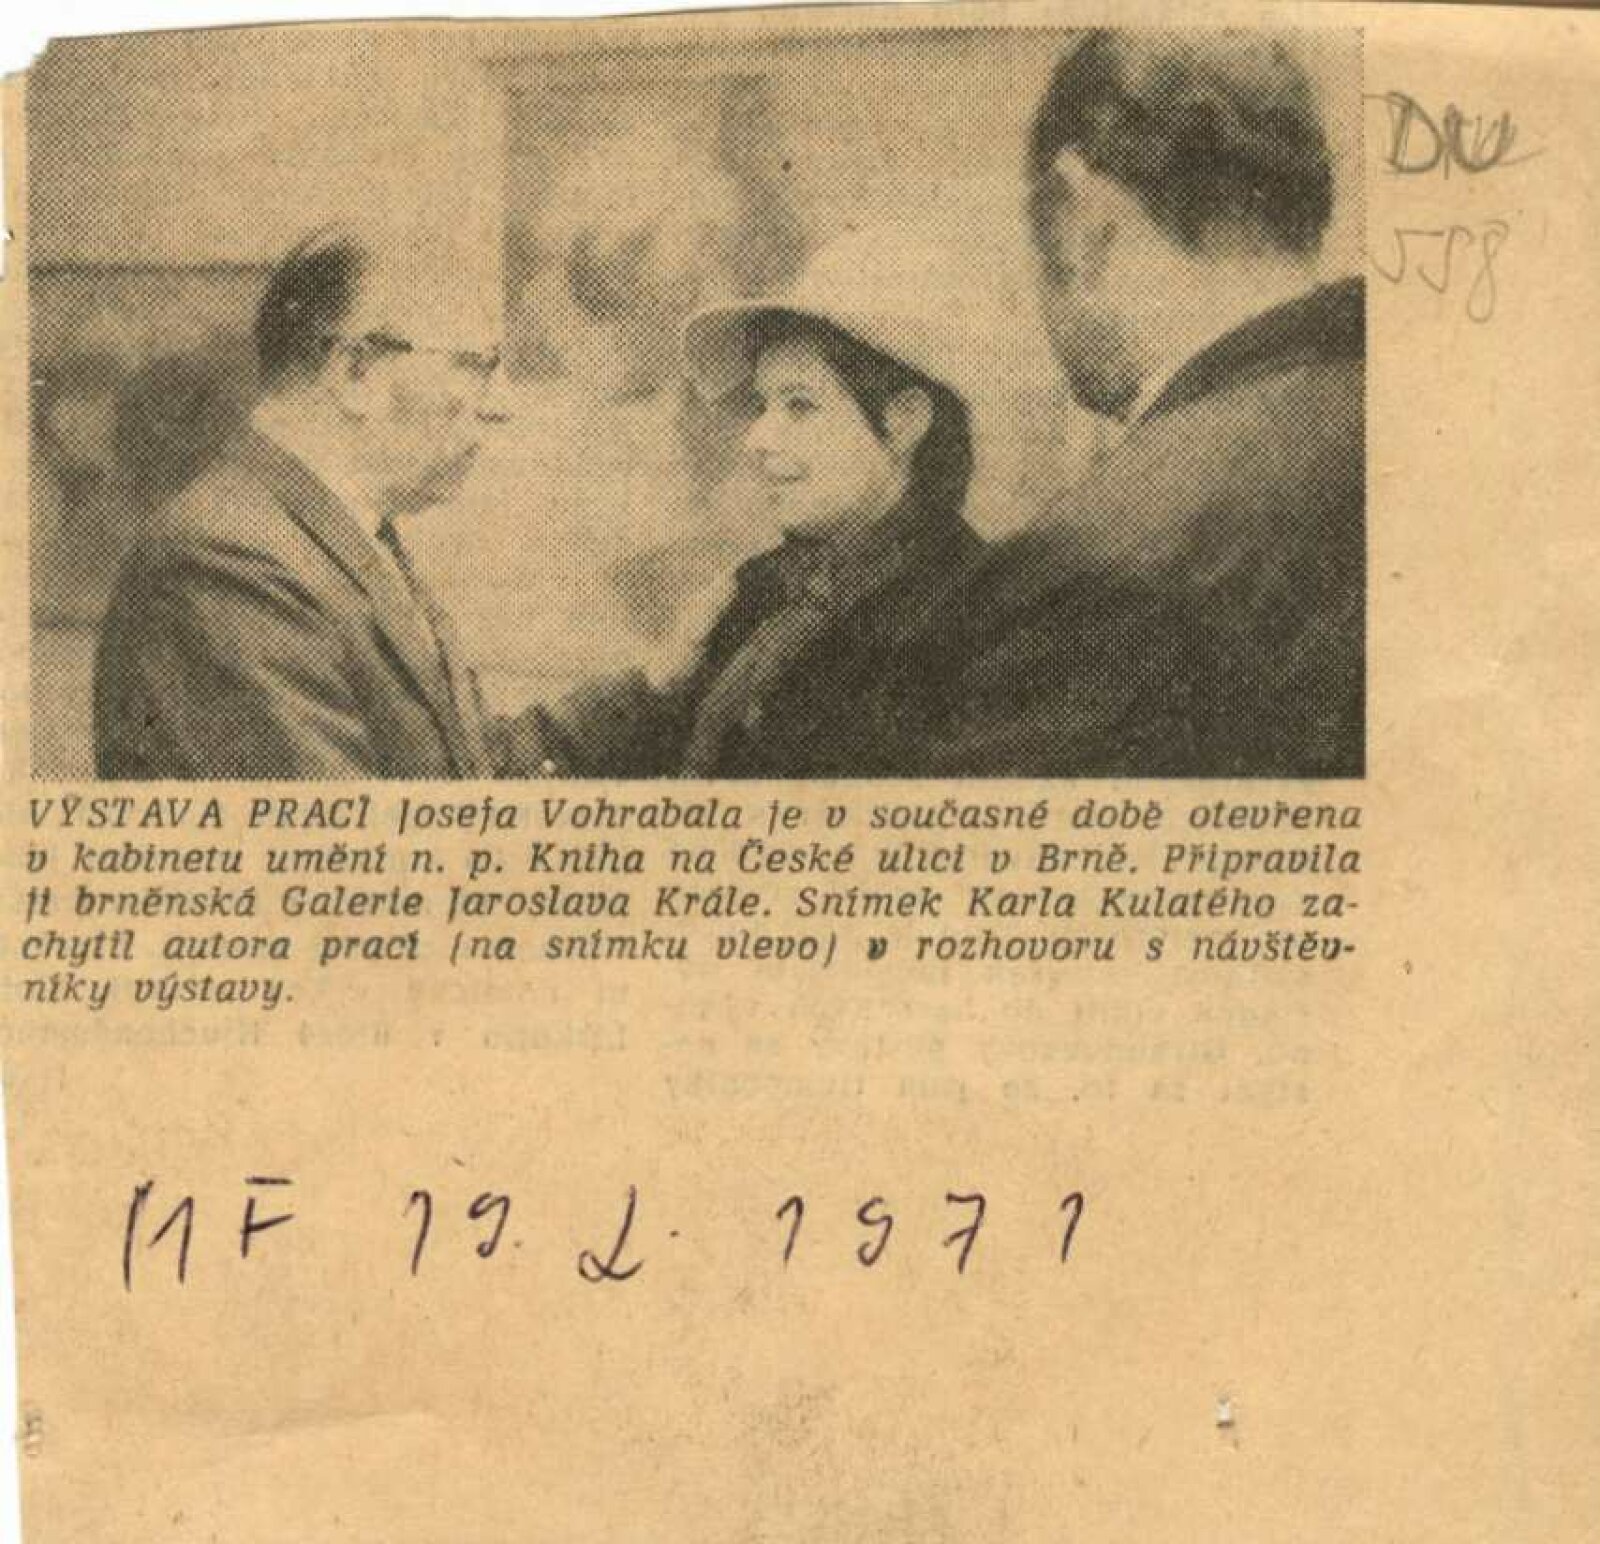 VÝSTAVA PRACÍ Josefa Vohrabala je v současné době otevřena
v kabinetu umění n. p. Kniha na České ulici v Brně. Připravila
ji brněnská Galerie Jaroslava Krále. Snímek Karla Kulatého za-
chytil autora prací (na snímku vlevo) v rozhovoru s návštěv-
níky výstavy.
MF 19. 2. 1971